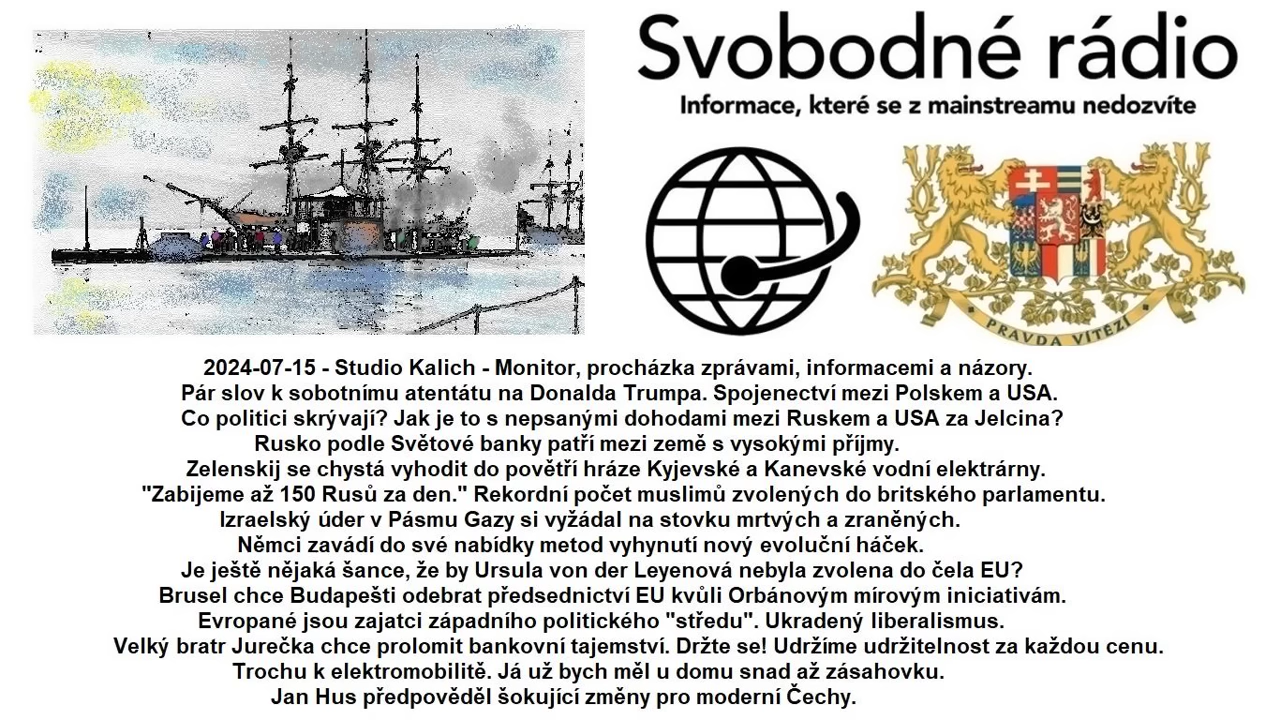 Svobodné rádio
Informace, které se z mainstreamu nedozvíte
PRAVDA VÍTĚZÍ
2024-07-15 - Studio Kalich - Monitor, procházka zprávami, informacemi a názory.
Pár slov k sobotnímu atentátu na Donalda Trumpa. Spojenectví mezi Polskem a USA.
Co politici skrývají? Jak je to s nepsanými dohodami mezi Ruskem a USA za Jelcina?
Rusko podle Světové banky patří mezi země s vysokými příjmy.
Zelenskij se chystá vyhodit do povětří hráze Kyjevské a Kanevské vodní elektrárny.
"Zabijeme až 150 Rusů za den." Rekordní počet muslimů zvolených do britského parlamentu.
Izraelský úder v Pásmu Gazy si vyžádal na stovku mrtvých a zraněných.
Němci zavádí do své nabídky metod vyhynutí nový evoluční háček.
Je ještě nějaká šance, že by Ursula von der Leyenová nebyla zvolena do čela EU?
Brusel chce Budapešti odebrat předsednictví EU kvůli Orbánovým mírovým iniciativám.
Evropané jsou zajatci západního politického "středu". Ukradený liberalismus.
Velký bratr Jurečka chce prolomit bankovní tajemství. Držte se! Udržíme udržitelnost za každou cenu.
Trochu k elektromobilitě. Já už bych měl u domu snad až zásahovku.
Jan Hus předpověděl šokující změny pro moderní Čechy.